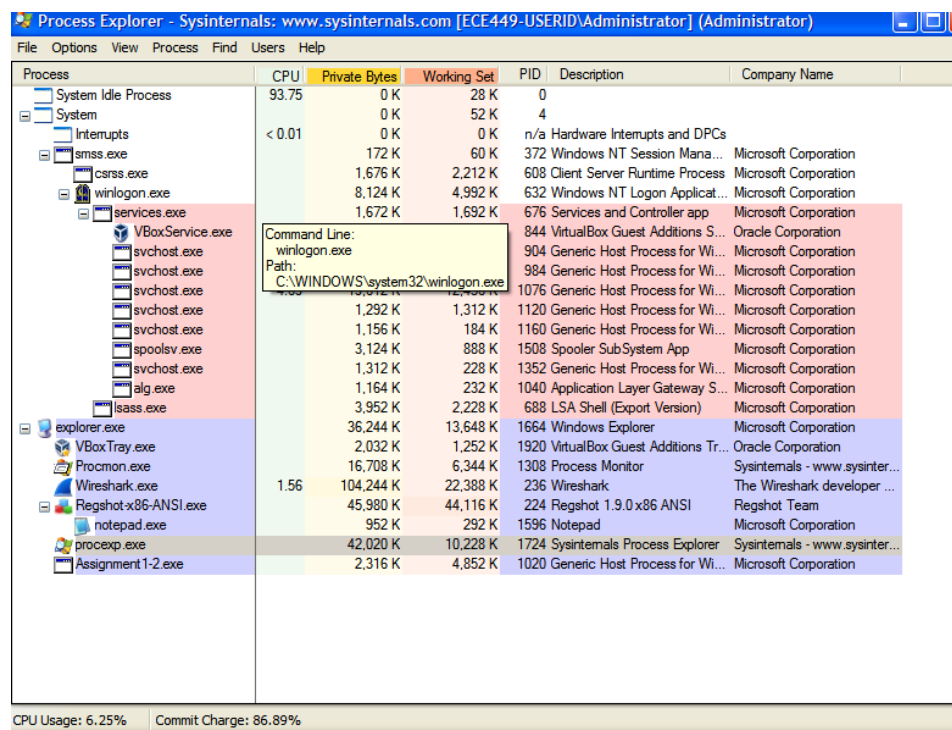 Process Explorer - Sysinternals: www.sysinternals.com [ECE449-USERID\Administrator] (Administrator)
File Options View Process Find Users Help
Process CPU Private Bytes Working Set PID Description Company Name
System Idle Process 93.75 0 K 28 K 0
System 0 K 52 K 4
Interrupts < 0.01 0 K 0 K n/a Hardware Interrupts and DPCs
smss.exe 172 K 60 K 372 Windows NT Session Mana... Microsoft Corporation
csrss.exe 1,676 K 2,212 K 608 Client Server Runtime Process Microsoft Corporation
winlogon.exe 8,124 K 4,992 K 632 Windows NT Logon Applicat... Microsoft Corporation
services.exe 1,672 K 1,692 K 676 Services and Controller app Microsoft Corporation
VBoxService.exe 844 VirtualBox Guest Additions S... Oracle Corporation
Command Line:
winlogon.exe
Path:
C:\WINDOWS\system32\winlogon.exe
svchost.exe 904 Generic Host Process for Wi... Microsoft Corporation
svchost.exe 984 Generic Host Process for Wi... Microsoft Corporation
svchost.exe 1076 Generic Host Process for Wi... Microsoft Corporation
svchost.exe 1,292 K 1,312 K 1120 Generic Host Process for Wi... Microsoft Corporation
svchost.exe 1,156 K 184 K 1160 Generic Host Process for Wi... Microsoft Corporation
spoolsv.exe 3,124 K 888 K 1508 Spooler SubSystem App Microsoft Corporation
svchost.exe 1,312 K 228 K 1352 Generic Host Process for Wi... Microsoft Corporation
alg.exe 1,164 K 232 K 1040 Application Layer Gateway S... Microsoft Corporation
lsass.exe 3,952 K 2,228 K 688 LSA Shell (Export Version) Microsoft Corporation
explorer.exe 36,244 K 13,648 K 1664 Windows Explorer Microsoft Corporation
VBoxTray.exe 2,032 K 1,252 K 1920 VirtualBox Guest Additions Tr... Oracle Corporation
Procmon.exe 16,708 K 6,344 K 1308 Process Monitor Sysinternals - www.sysinter...
Wireshark.exe 1.56 104,244 K 22,388 K 236 Wireshark The Wireshark developer ...
Regshot-x86-ANSI.exe 45,980 K 44,116 K 224 Regshot 1.9.0 x86 ANSI Regshot Team
notepad.exe 952 K 292 K 1596 Notepad Microsoft Corporation
procexp.exe 42,020 K 10,228 K 1724 Sysinternals Process Explorer Sysinternals - www.sysinter...
Assignment1-2.exe 2,316 K 4,852 K 1020 Generic Host Process for Wi... Microsoft Corporation
CPU Usage: 6.25% Commit Charge: 86.89%